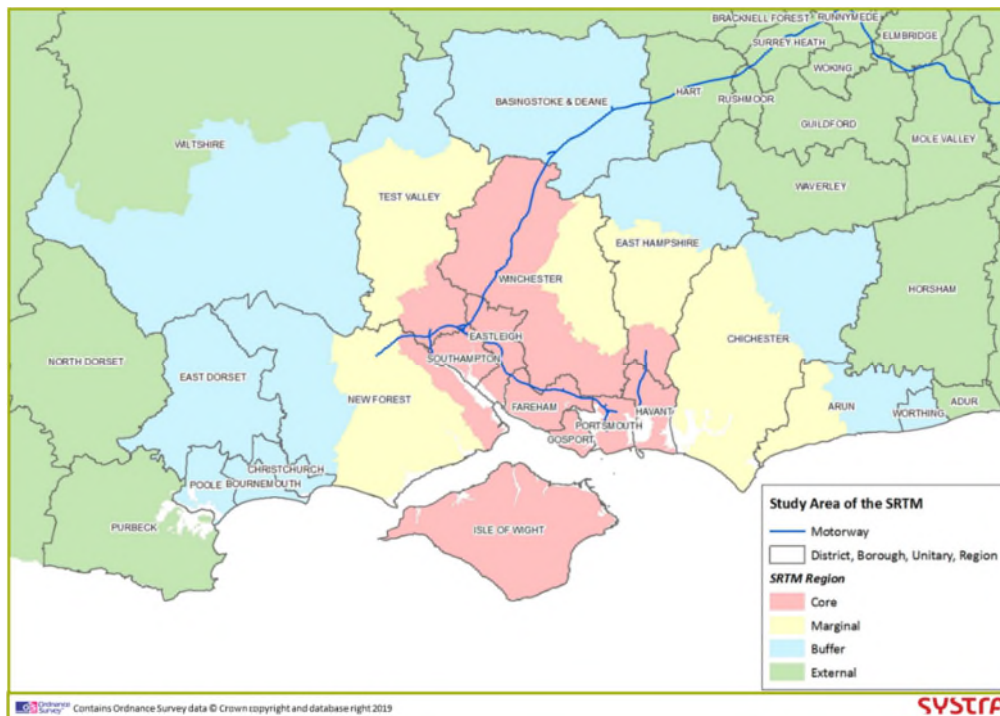 BRACKNELL FOREST
RUNNYMEDE
ELMBRIDGE
SURREY HEATH
WOKING
HART
RUSHMOOR
BASINGSTOKE & DEANE
GUILDFORD
MOLE VALLEY
WILTSHIRE
WAVERLEY
TEST VALLEY
EAST HAMPSHIRE
WINCHESTER
HORSHAM
CHICHESTER
EASTLEIGH
SOUTHAMPTON
NORTH DORSET
EAST DORSET
NEW FOREST
FAREHAM
HAVANT
ARUN
ADUR
WORTHING
PORTSMOUTH
GOSPORT
CHRISTCHURCH
POOLE
BOURNEMOUTH
PURBECK
ISLE OF WIGHT
Study Area of the SRTM
Motorway
District, Borough, Unitary, Region
SRTM Region
Core
Marginal
Buffer
External
Ordnance
Survey
Contains Ordnance Survey data © Crown copyright and database right 2019
SYSTRA